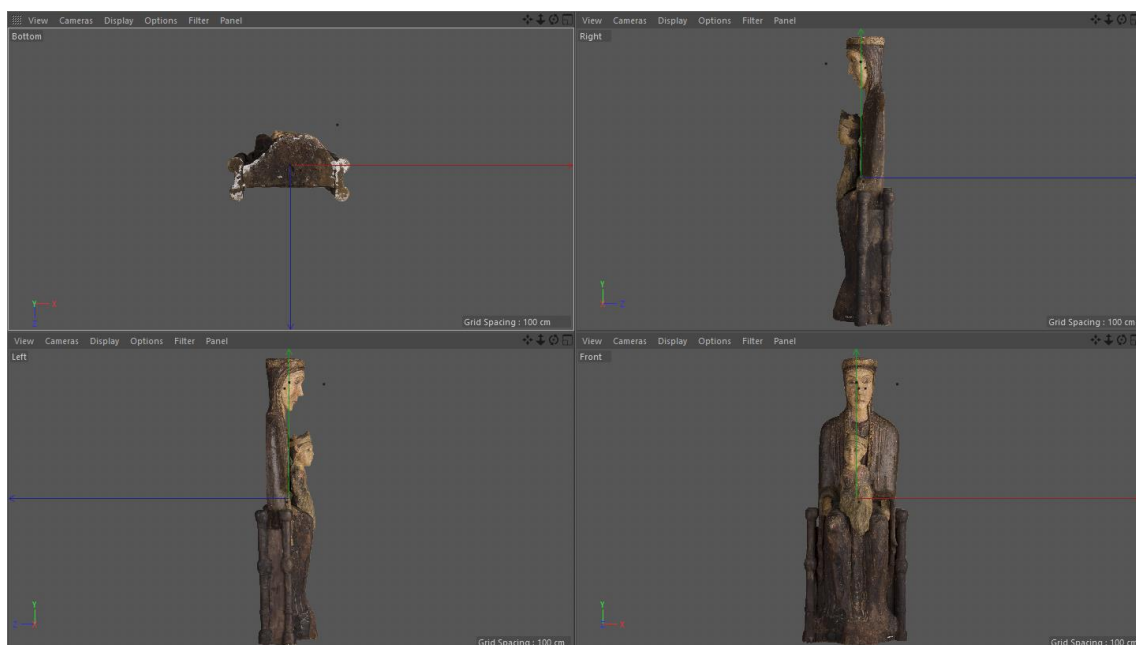 View Cameras Display Options Filter Panel
Bottom
Y X
Z
Grid Spacing : 100 cm
View Cameras Display Options Filter Panel
Right
Y
X Z
Grid Spacing : 100 cm
View Cameras Display Options Filter Panel
Left
Y
Z X
Grid Spacing : 100 cm
View Cameras Display Options Filter Panel
Front
Y
Z X
Grid Spacing : 100 cm